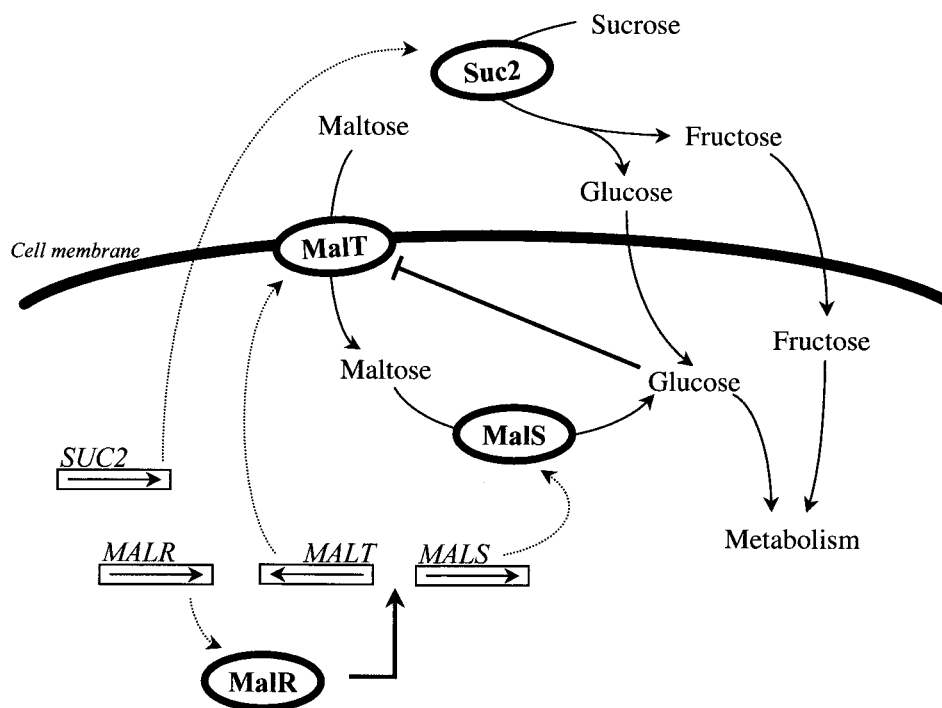 Sucrose
Suc2
Maltose
Fructose
Glucose
Cell membrane
MalT
Fructose
Maltose
Glucose
MalS
SUC2
Metabolism
MALR
MALT
MALS
MalR